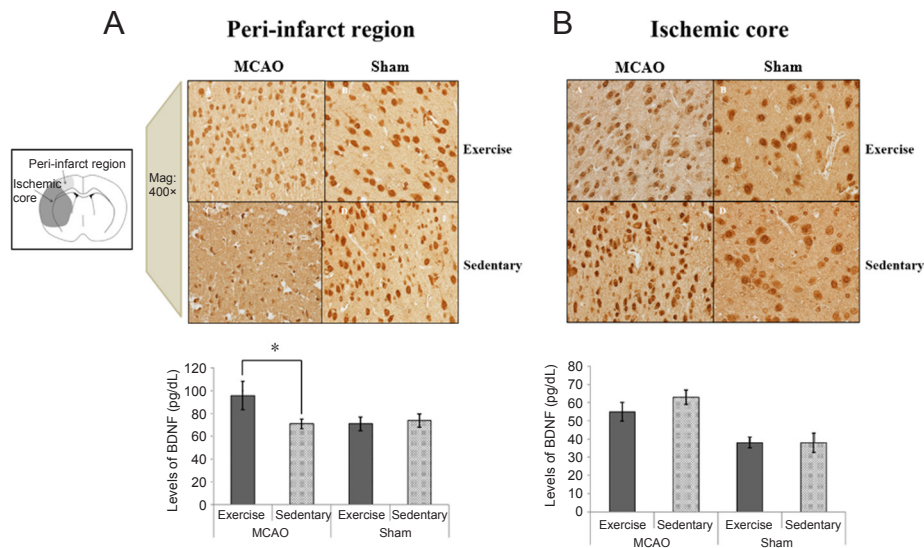 A
Peri-infarct region
MCAO
Sham
Exercise
Sedentary
Peri-infarct region
Ischemic
core
Mag:
400×
B
*
Levels of BDNF (pg/dL)
120
100
80
60
40
20
0
Exercise Sedentary Exercise Sedentary
MCAO Sham
B
Ischemic core
MCAO
Sham
A
B
Exercise
C
D
Sedentary
Levels of BDNF (pg/dL)
80
70
60
50
40
30
20
10
0
Exercise Sedentary Exercise Sedentary
MCAO Sham